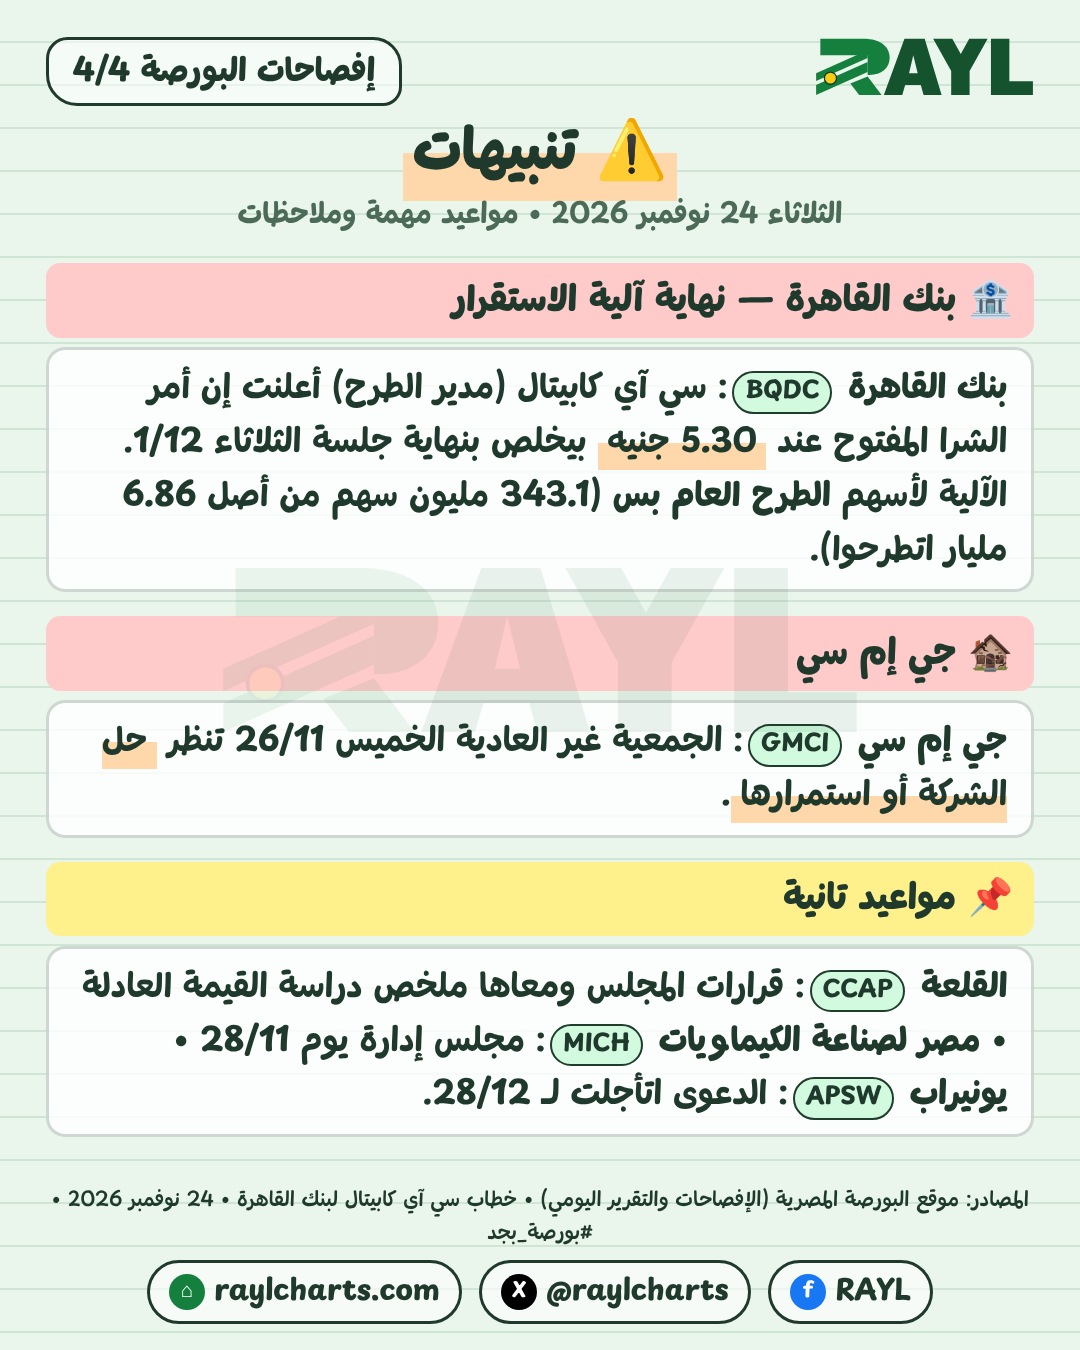 RAYL
إفصاحات البورصة 4/4
⚠️ تنبيهات
الثلاثاء 24 نوفمبر 2026 • مواعيد مهمة وملاحظات
🏦 بنك القاهرة — نهاية آلية الاستقرار
بنك القاهرة BQDC: سي آي كابيتال (مدير الطرح) أعلنت إن أمر
الشرا المفتوح عند 5.30 جنيه بيخلص بنهاية جلسة الثلاثاء 1/12.
الآلية لأسهم الطرح العام بس (343.1 مليون سهم من أصل 6.86
مليار اتطرحوا).
🏚️ جي إم سي
جي إم سي GMCI: الجمعية غير العادية الخميس 26/11 تنظر حل
الشركة أو استمرارها.
📌 مواعيد تانية
القلعة CCAP: قرارات المجلس ومعاها ملخص دراسة القيمة العادلة
• مصر لصناعة الكيماويات MICH: مجلس إدارة يوم 28/11 •
يونيراب APSW: الدعوى اتأجلت لـ 28/12.
RAYL
المصادر: موقع البورصة المصرية (الإفصاحات والتقرير اليومي) • خطاب سي آي كابيتال لبنك القاهرة • 24 نوفمبر 2026 •
#بورصة_بجد
raylcharts.com
X @raylcharts
f RAYL